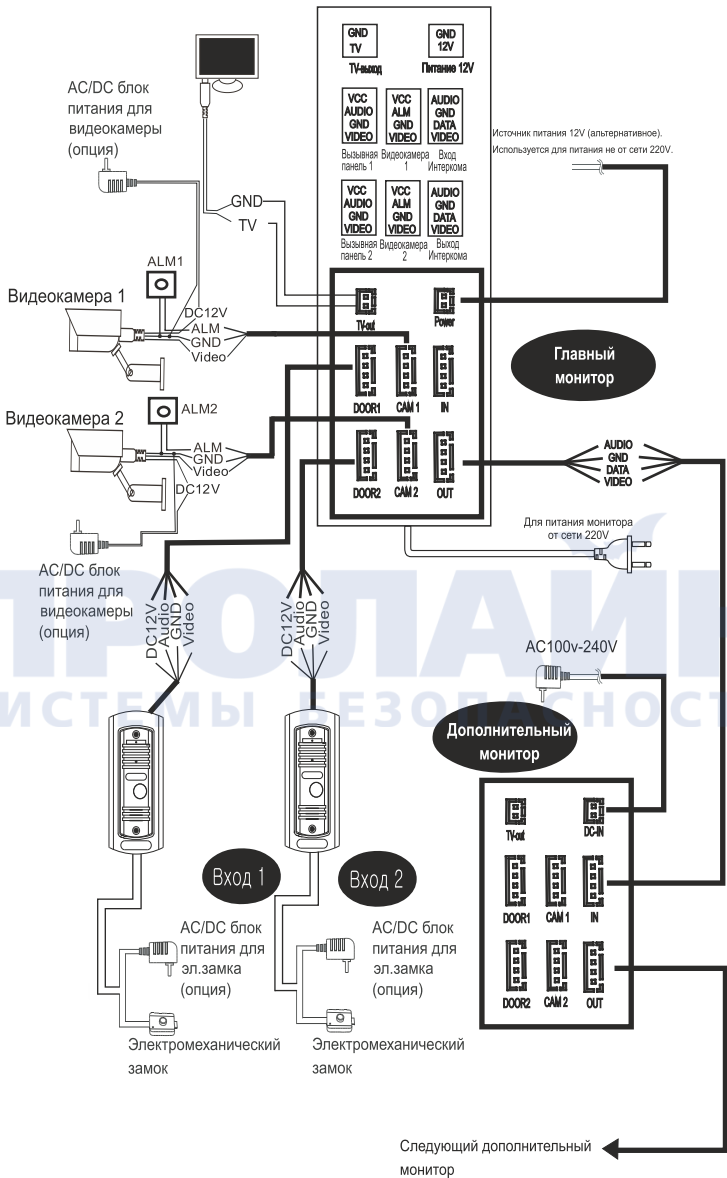 GND
TV
TV-выход
GND
12V
Питание 12V
AC/DC блок
питания для
видеокамеры
(опция)
VCC
AUDIO
GND
VIDEO
Вызывная
панель 1
VCC
ALM
GND
VIDEO
Видеокамера
1
AUDIO
GND
DATA
VIDEO
Вход
Интеркома
Источник питания 12V (альтернативное).
Используется для питания не от сети 220V.
VCC
AUDIO
GND
VIDEO
Вызывная
панель 2
VCC
ALM
GND
VIDEO
Видеокамера
2
AUDIO
GND
DATA
VIDEO
Выход
Интеркома
GND
TV
ALM1
Видеокамера 1
DC12V
ALM
GND
Video
TV-out
Power
Главный
монитор
DOOR1
CAM 1
IN
ALM2
Видеокамера 2
ALM
GND
Video
DC12V
DOOR2
CAM 2
OUT
AUDIO
GND
DATA
VIDEO
Для питания монитора
от сети 220V
AC/DC блок
питания для
видеокамеры
(опция)
DC12V
Audio
GND
Video
DC12V
Audio
GND
Video
ПРОЛАЙН
СИСТЕМЫ БЕЗОПАСНОСТ
AC100v-240V
Дополнительный
монитор
TV-out
DC-IN
DOOR1
CAM 1
IN
DOOR2
CAM 2
OUT
Вход 1
Вход 2
AC/DC блок
питания для
эл.замка
(опция)
AC/DC блок
питания для
эл.замка
(опция)
Электромеханический
замок
Электромеханический
замок
Следующий дополнительный
монитор